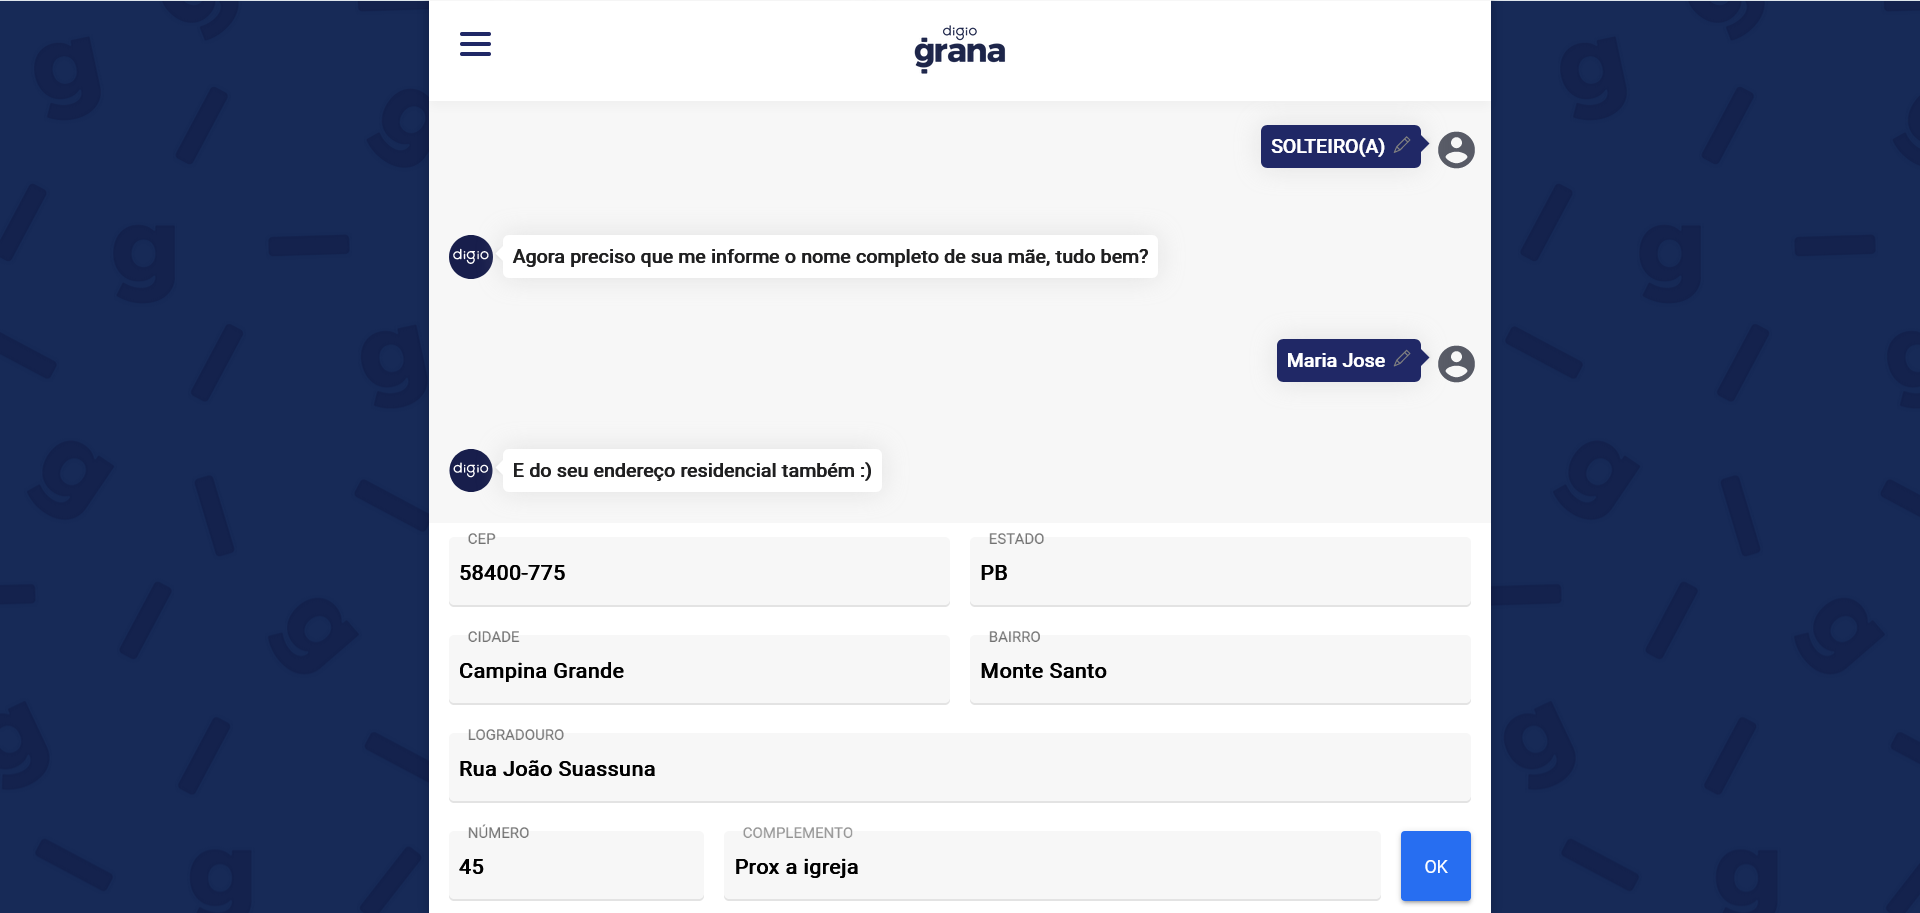 digio
grana
SOLTEIRO(A)
digio
Agora preciso que me informe o nome completo de sua mãe, tudo bem?
Maria Jose
digio
E do seu endereço residencial também :)
CEP
58400-775
ESTADO
PB
CIDADE
Campina Grande
BAIRRO
Monte Santo
LOGRADOURO
Rua João Suassuna
NÚMERO
45
COMPLEMENTO
Prox a igreja
OK